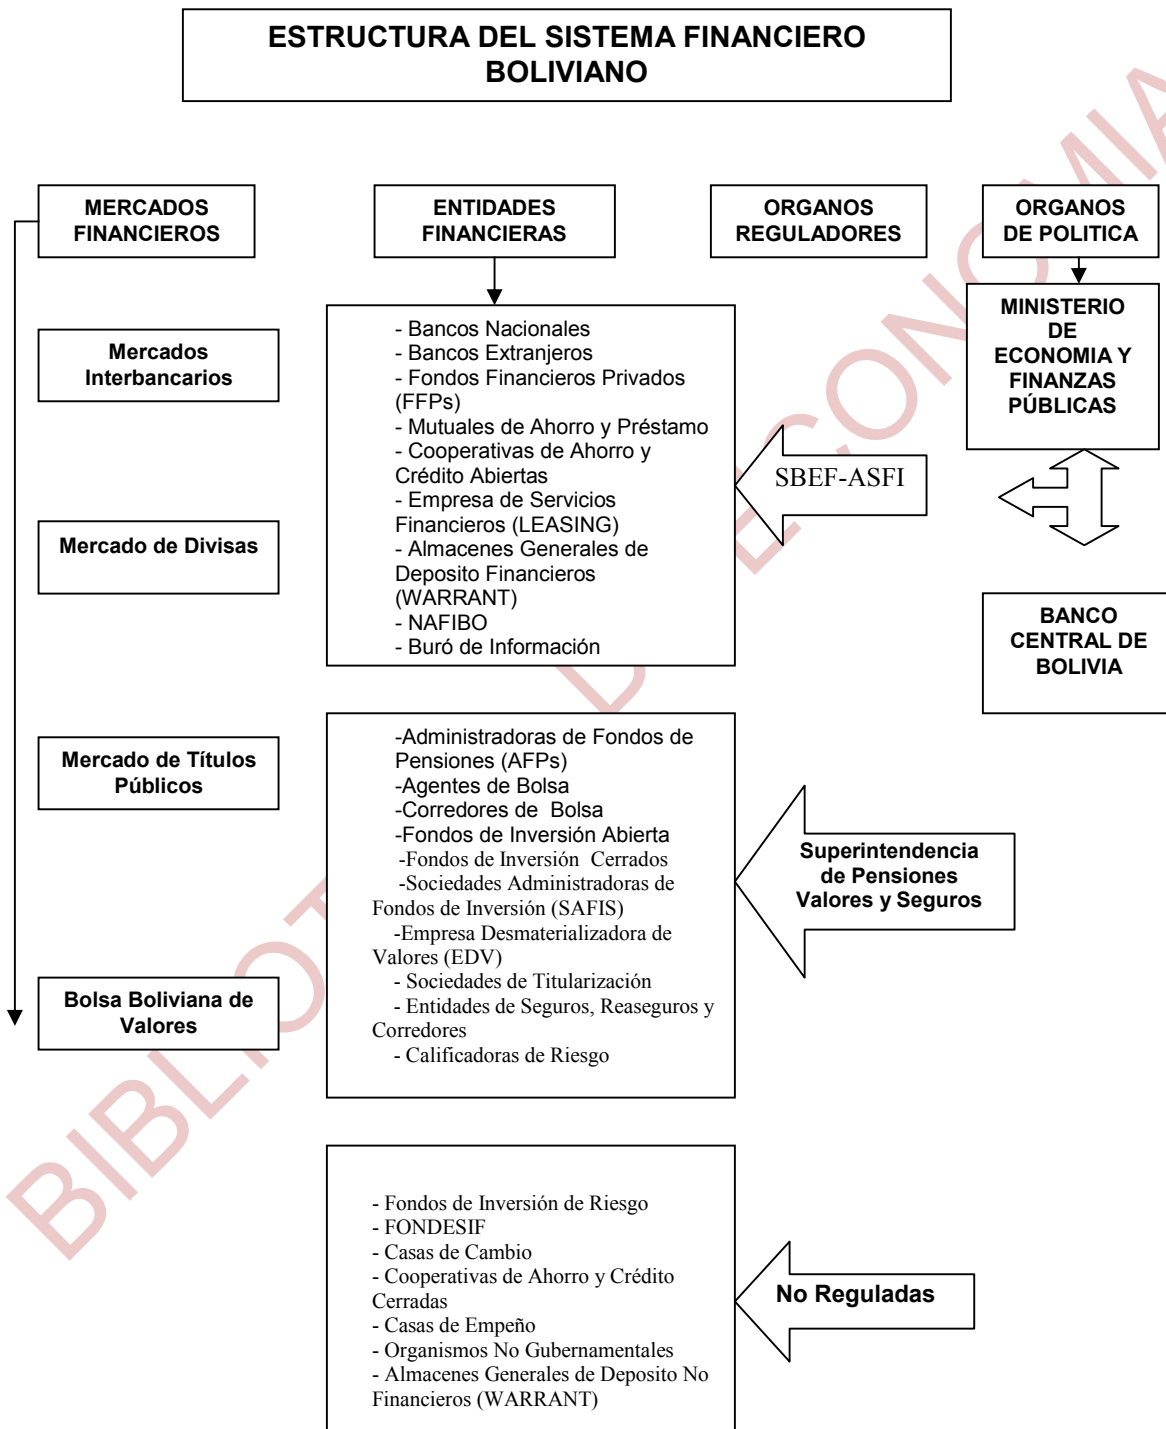 ESTRUCTURA DEL SISTEMA FINANCIERO
BOLIVIANO
MERCADOS
FINANCIEROS
ENTIDADES
FINANCIERAS
ORGANOS
REGULADORES
ORGANOS
DE POLITICA
Mercados
Interbancarios
Mercado de Divisas
Mercado de Títulos
Públicos
Bolsa Boliviana de
Valores
- Bancos Nacionales
- Bancos Extranjeros
- Fondos Financieros Privados
(FFPs)
- Mutuales de Ahorro y Préstamo
- Cooperativas de Ahorro y
Crédito Abiertas
- Empresa de Servicios
Financieros (LEASING)
- Almacenes Generales de
Deposito Financieros
(WARRANT)
- NAFIBO
- Buró de Información
SBEF-ASFI
MINISTERIO
DE
ECONOMIA Y
FINANZAS
PÚBLICAS
BANCO
CENTRAL DE
BOLIVIA
-Administradoras de Fondos de
Pensiones (AFPs)
-Agentes de Bolsa
-Corredores de  Bolsa
-Fondos de Inversión Abierta
-Fondos de Inversión  Cerrados
-Sociedades Administradoras de
Fondos de Inversión (SAFIS)
-Empresa Desmaterializadora de
Valores (EDV)
- Sociedades de Titularización
- Entidades de Seguros, Reaseguros y
Corredores
- Calificadoras de Riesgo
Superintendencia
de Pensiones
Valores y Seguros
- Fondos de Inversión de Riesgo
- FONDESIF
- Casas de Cambio
- Cooperativas de Ahorro y Crédito
Cerradas
- Casas de Empeño
- Organismos No Gubernamentales
- Almacenes Generales de Deposito No
Financieros (WARRANT)
No Reguladas